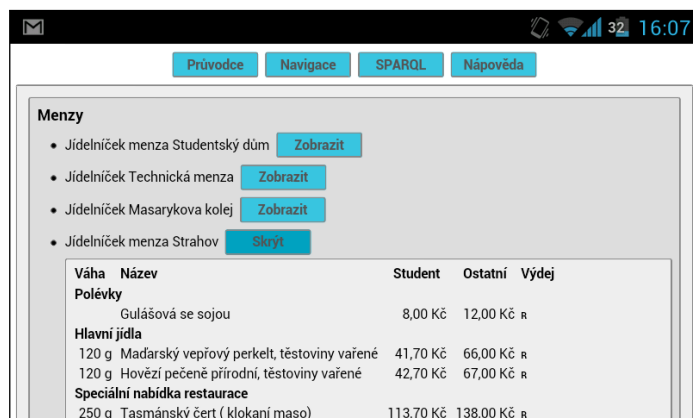 32 16:07
Průvodce Navigace SPARQL Nápověda
Menzy
Jídelníček menza Studentský dům Zobrazit
Jídelníček Technická menza Zobrazit
Jídelníček Masarykova kolej Zobrazit
Jídelníček menza Strahov Skrýt
Váha Název Student Ostatní Výdej
Polévky
Gulášová se sojou 8,00 Kč 12,00 Kč R
Hlavní jídla
120 g Maďarský vepřový perkelt, těstoviny vařené 41,70 Kč 66,00 Kč R
120 g Hovězí pečeně přírodní, těstoviny vařené 42,70 Kč 67,00 Kč R
Speciální nabídka restaurace
250 g Tasmánský čert ( klokaní maso) 113,70 Kč 138,00 Kč R